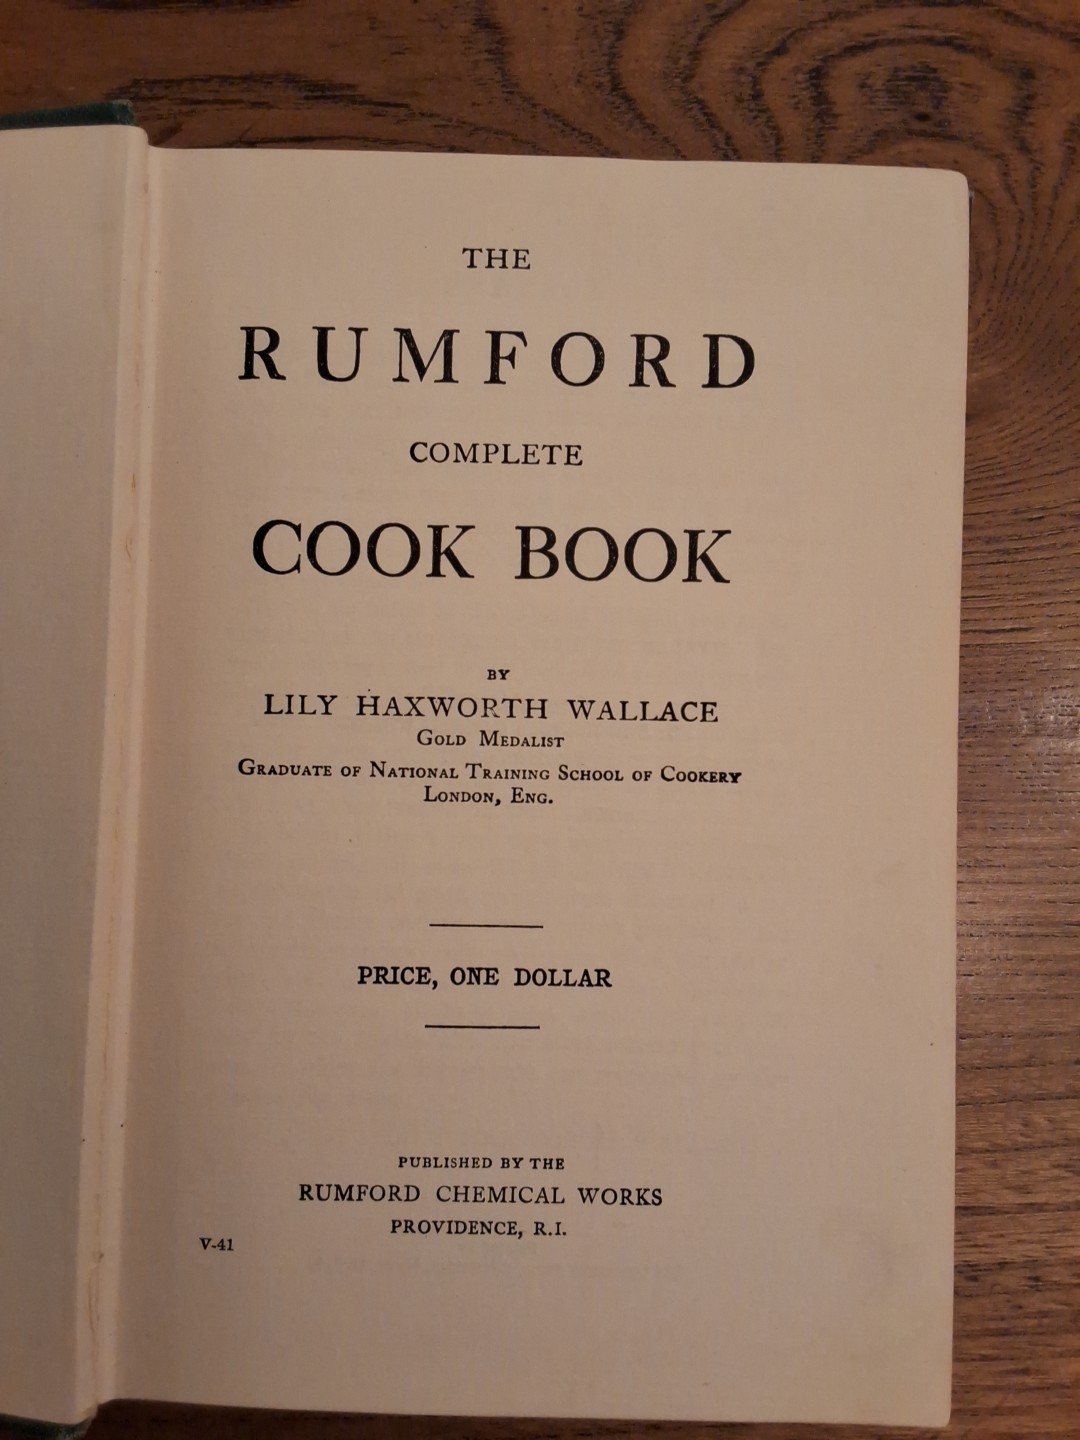 THE
RUMFORD
COMPLETE
COOK BOOK
BY
LILY HAXWORTH WALLACE
GOLD MEDALIST
GRADUATE OF NATIONAL TRAINING SCHOOL OF COOKERY
LONDON, ENG.
PRICE, ONE DOLLAR
PUBLISHED BY THE
RUMFORD CHEMICAL WORKS
PROVIDENCE, R.I.
V-41